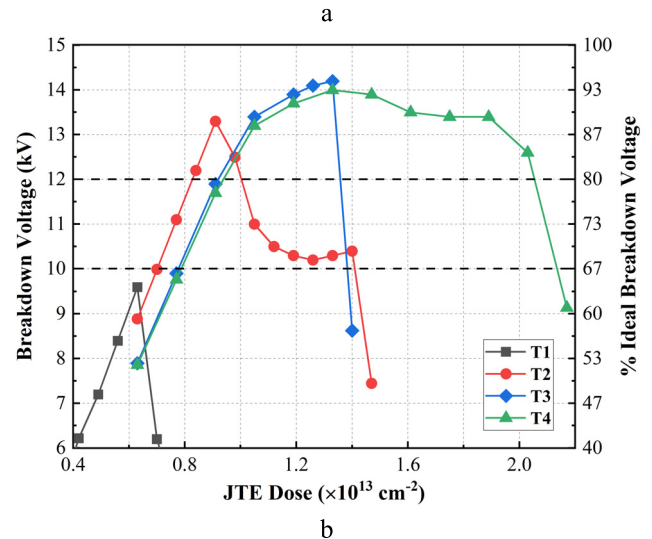 a
15
14
13
12
11
10
9
8
7
6
Breakdown Voltage (kV)
100
93
87
80
73
67
60
53
47
40
% Ideal Breakdown Voltage
T1
T2
T3
T4
0.4 0.8 1.2 1.6 2.0
JTE Dose (×10¹³ cm⁻²)
b